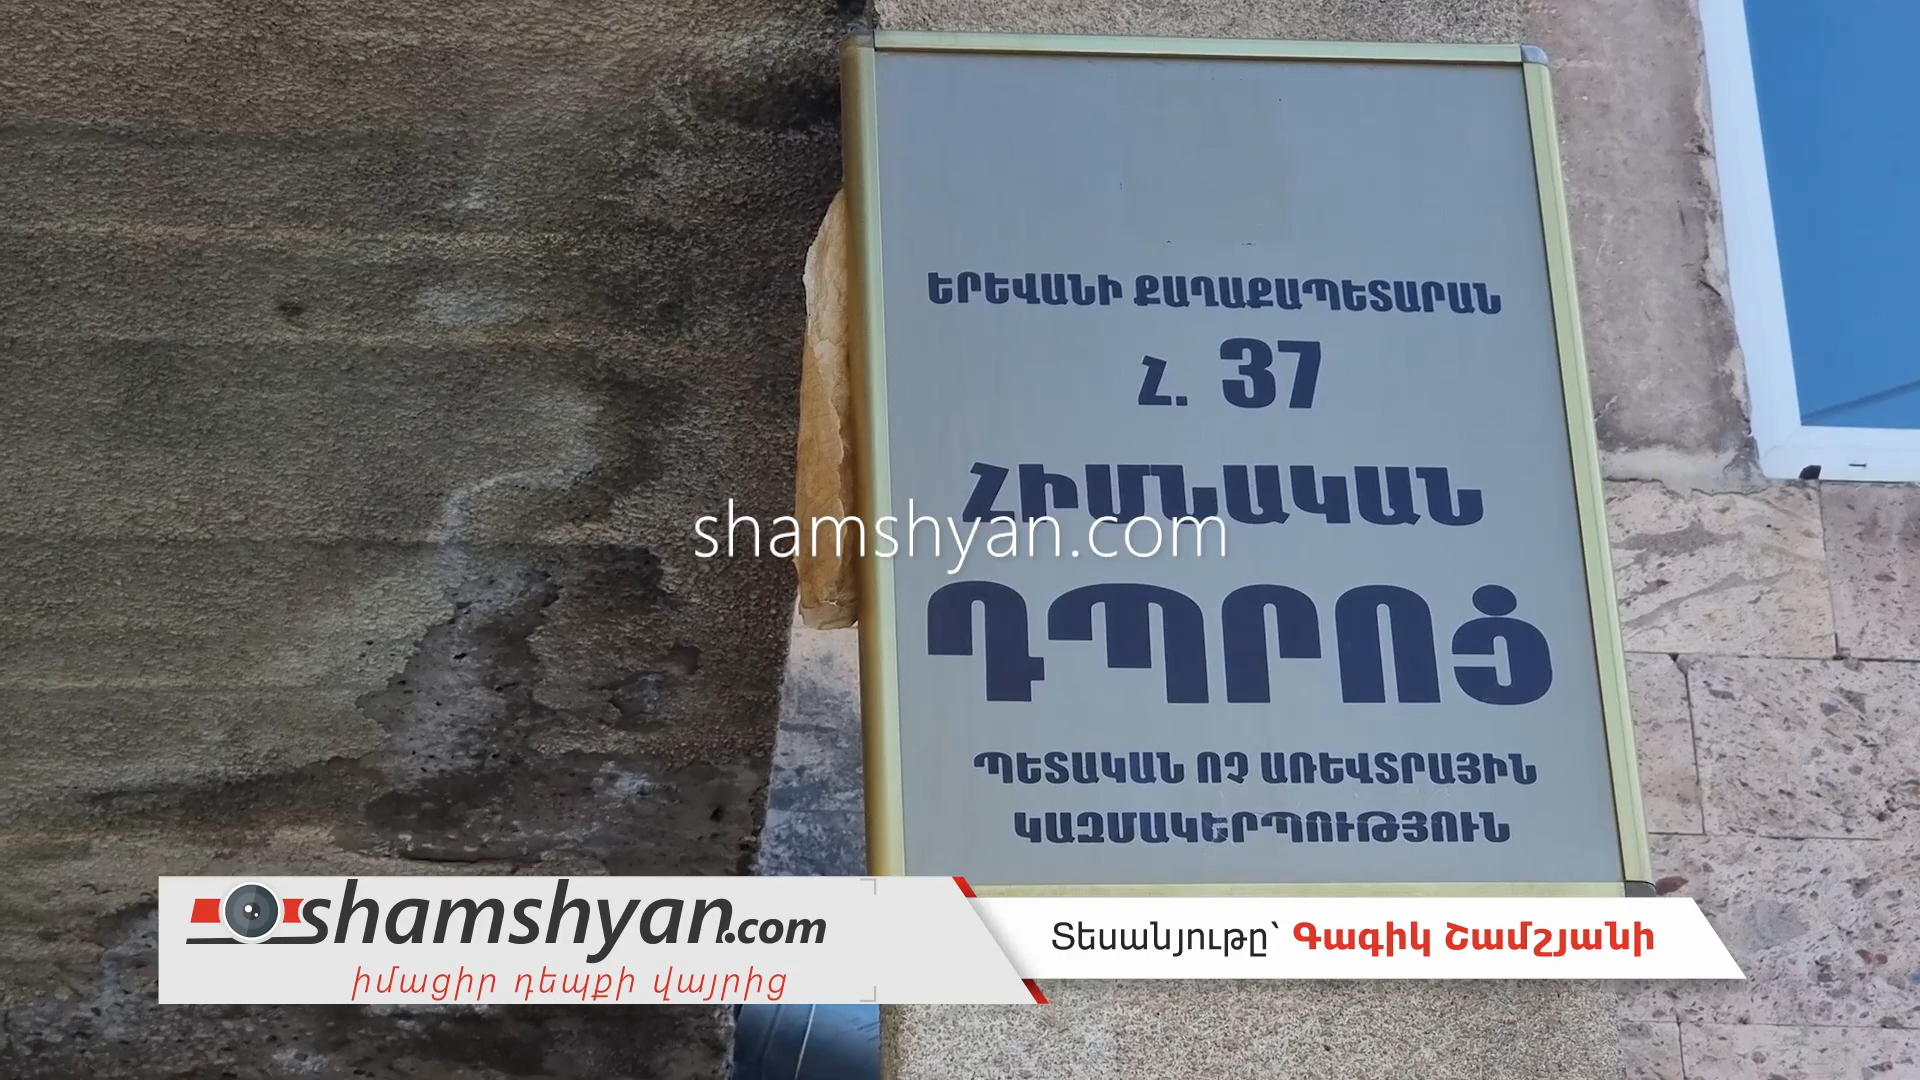 ԵՐԵՎԱՆԻ ՔԱՂԱՔԱՊԵՏԱՐԱՆ
Հ. 37
ՀԻՄՆԱԿԱՆ
ԴՊՐՈՑ
ՊԵՏԱԿԱՆ ՈՉ ԱՌԵՎՏՐԱՅԻՆ
ԿԱԶՄԱԿԵՐՊՈՒԹՅՈՒՆ
shamshyan.com
shamshyan.com
իմացիր դեպքի վայրից
Տեսանյութը՝ Գագիկ Շամշյանի